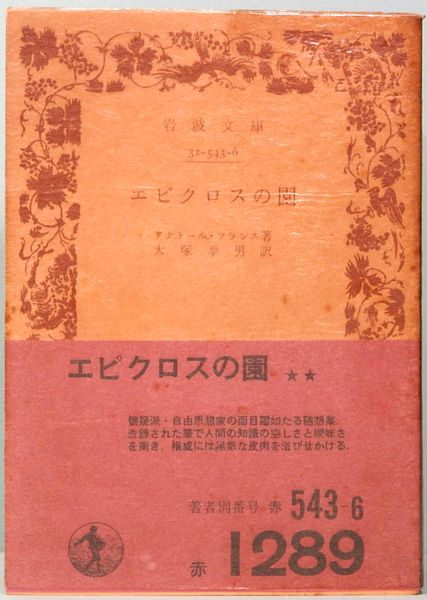 岩波文庫
32-543-6
エピクロスの園
アナトール・フランス著
大塚幸男訳
エピクロスの園 ★★
懐疑派・自由思想家の面目躍如たる随想集.
洗錬された筆で人間の知識の空しさと曖昧さ
を衝き, 権威には陽気な皮肉を浴びせかける.
著者別番号 赤 543-6
赤 1289